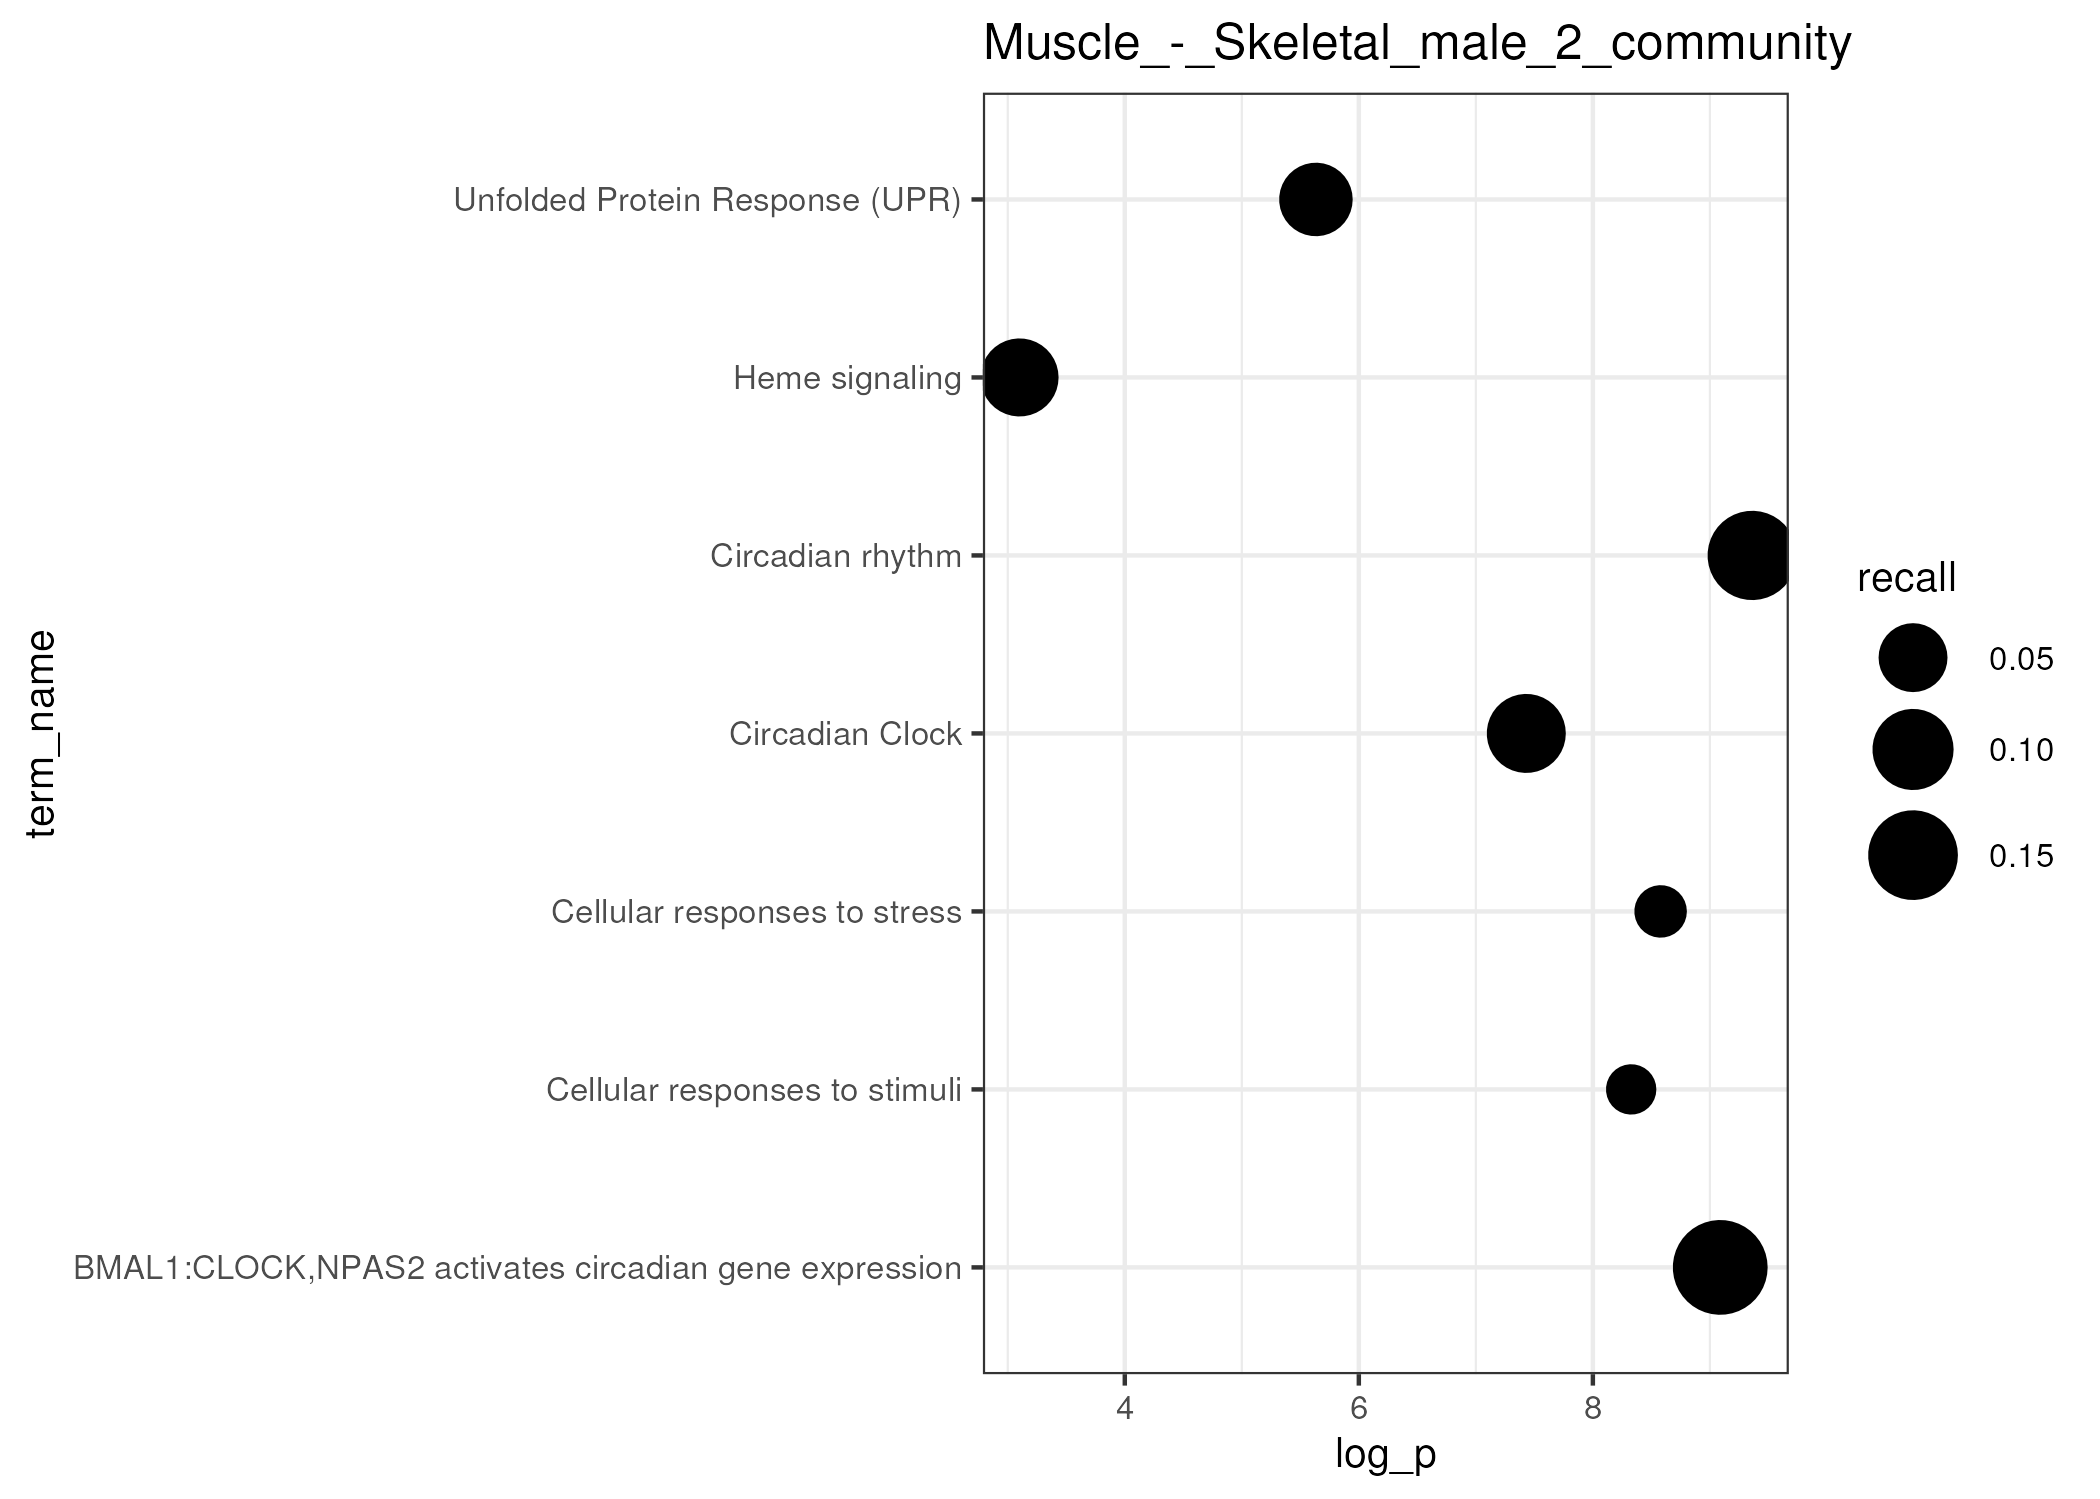 Muscle_-_Skeletal_male_2_community
Unfolded Protein Response (UPR)
Heme signaling
Circadian rhythm
Circadian Clock
Cellular responses to stress
Cellular responses to stimuli
BMAL1:CLOCK,NPAS2 activates circadian gene expression
term_name
4
6
8
log_p
recall
0.05
0.10
0.15